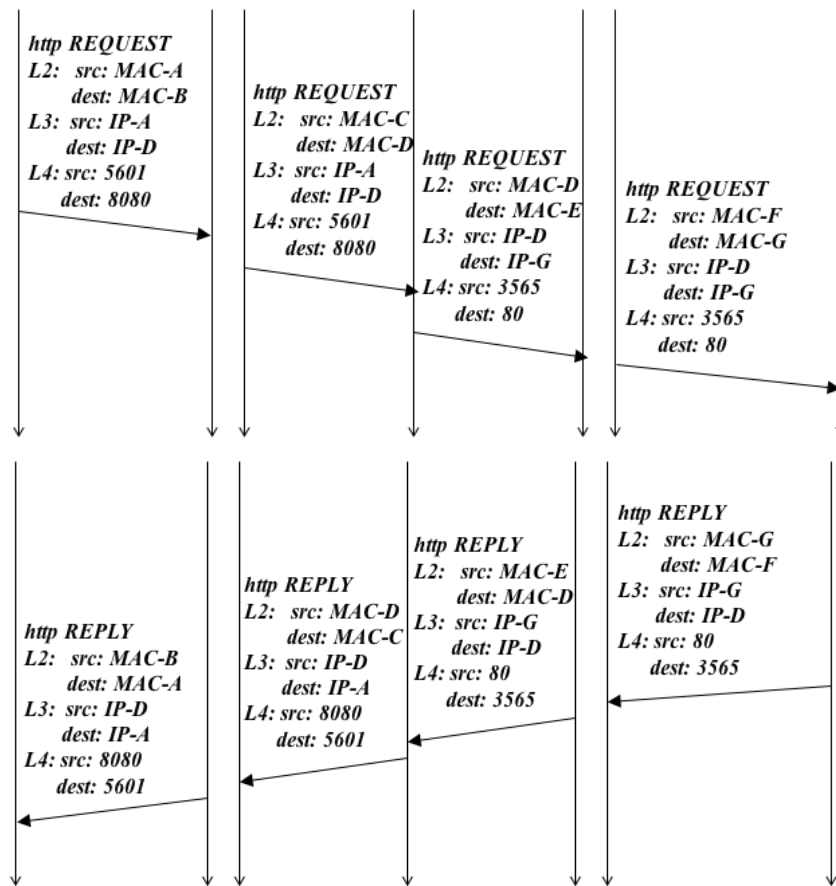 http REQUEST
L2: src: MAC-A
dest: MAC-B
L3: src: IP-A
dest: IP-D
L4: src: 5601
dest: 8080
http REQUEST
L2: src: MAC-C
dest: MAC-D
L3: src: IP-A
dest: IP-D
L4: src: 5601
dest: 8080
http REQUEST
L2: src: MAC-D
dest: MAC-E
L3: src: IP-D
dest: IP-G
L4: src: 3565
dest: 80
http REQUEST
L2: src: MAC-F
dest: MAC-G
L3: src: IP-D
dest: IP-G
L4: src: 3565
dest: 80
http REPLY
L2: src: MAC-B
dest: MAC-A
L3: src: IP-D
dest: IP-A
L4: src: 8080
dest: 5601
http REPLY
L2: src: MAC-D
dest: MAC-C
L3: src: IP-D
dest: IP-A
L4: src: 8080
dest: 5601
http REPLY
L2: src: MAC-E
dest: MAC-D
L3: src: IP-G
dest: IP-D
L4: src: 80
dest: 3565
http REPLY
L2: src: MAC-G
dest: MAC-F
L3: src: IP-G
dest: IP-D
L4: src: 80
dest: 3565